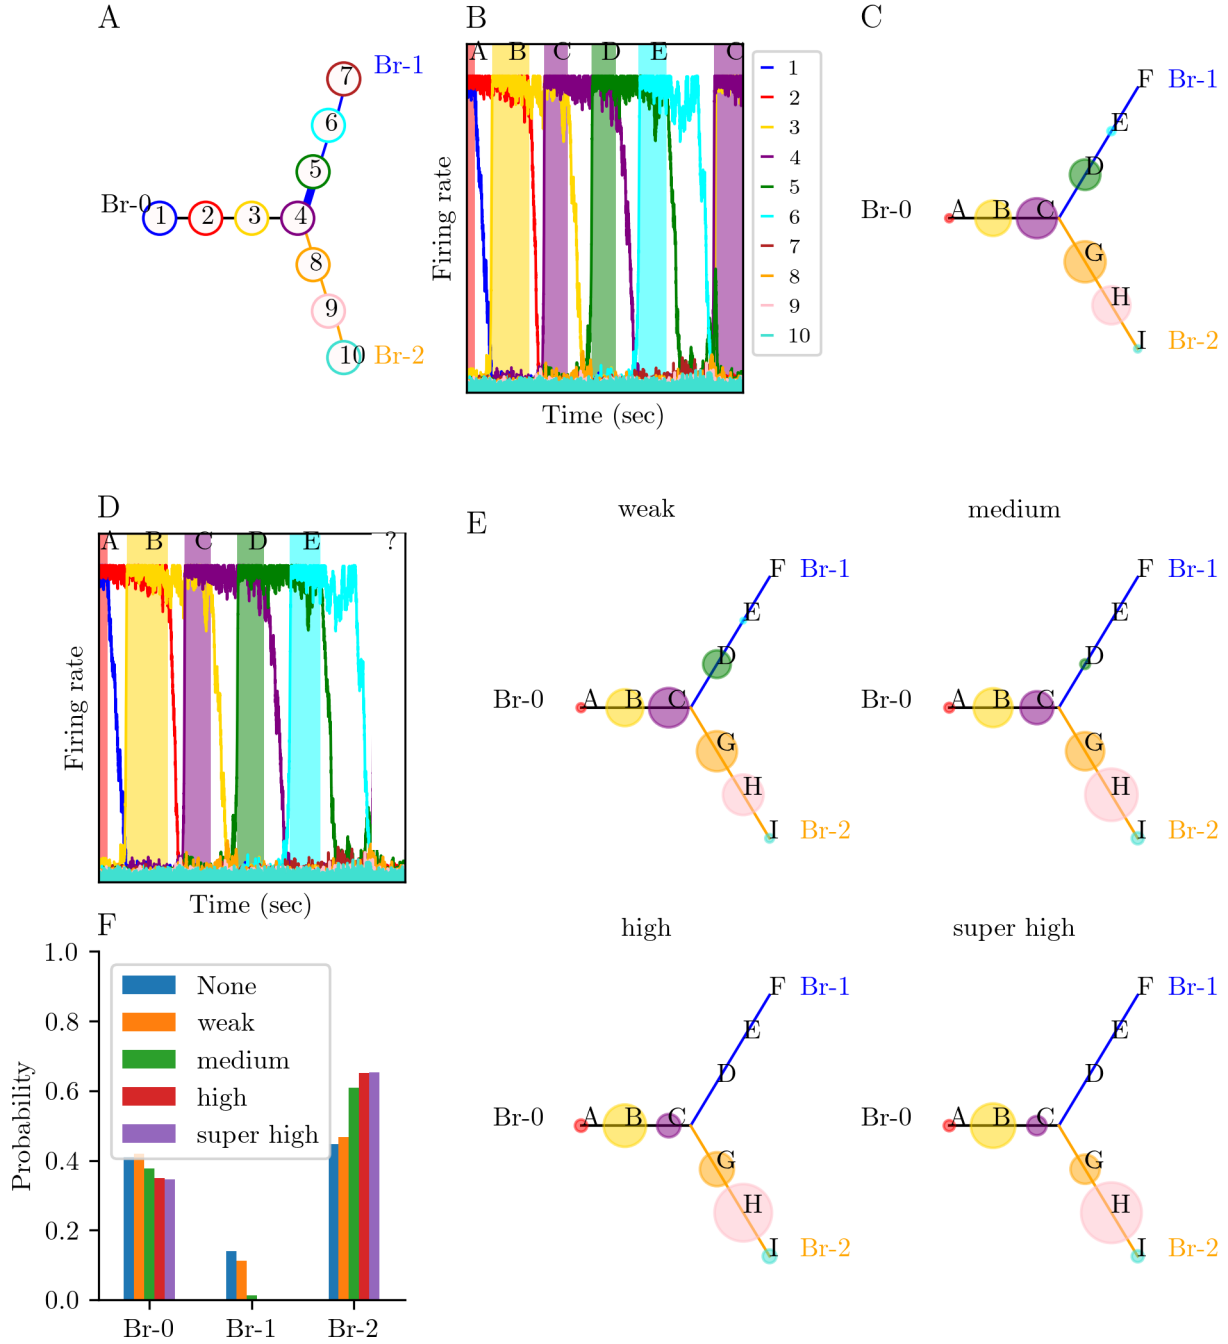 A
Br-0
1
2
3
4
5
6
7
8
9
10
Br-1
Br-2
B
A B C D E C
Firing rate
Time (sec)
1
2
3
4
5
6
7
8
9
10
C
Br-0
A B C
D
E
F
Br-1
G
H
I
Br-2
D
A B C D E ?
Firing rate
Time (sec)
E
weak
Br-0
A B C
D
E
F
Br-1
G
H
I
Br-2
medium
Br-0
A B C
D
E
F
Br-1
G
H
I
Br-2
high
Br-0
A B C
D
E
F
Br-1
G
H
I
Br-2
super high
Br-0
A B C
D
E
F
Br-1
G
H
I
Br-2
F
Probability
1.0
0.8
0.6
0.4
0.2
0.0
None
weak
medium
high
super high
Br-0 Br-1 Br-2